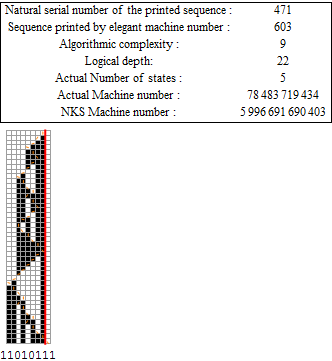 Natural serial number of the printed sequence : 471
Sequence printed by elegant machine number : 603
Algorithmic complexity : 9
Logical depth: 22
Actual Number of states : 5
Actual Machine number : 78 483 719 434
NKS Machine number : 5 996 691 690 403
11010111